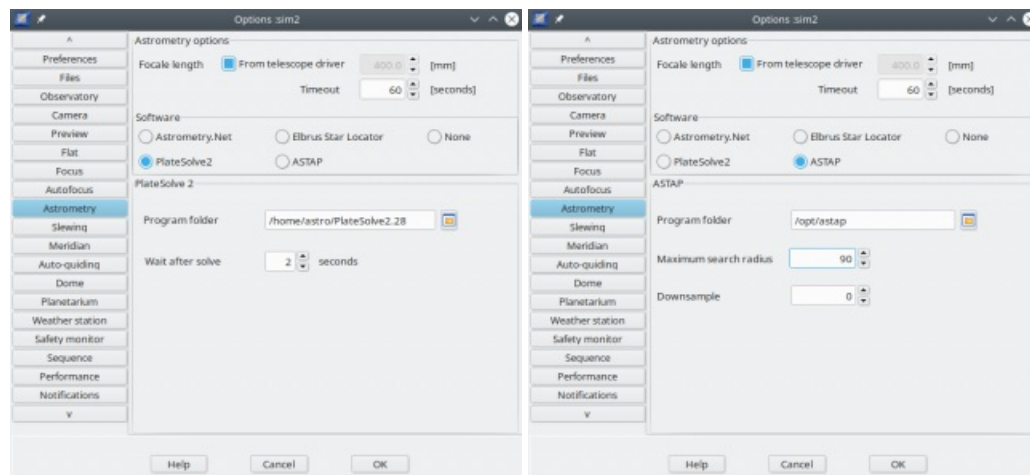 Options :sim2
^
Preferences
Files
Observatory
Camera
Preview
Flat
Focus
Autofocus
Astrometry
Slewing
Meridian
Auto-guiding
Dome
Planetarium
Weather station
Safety monitor
Sequence
Performance
Notifications
v
Astrometry options
Focale length From telescope driver 400.0 [mm]
Timeout 60 [seconds]
Software
Astrometry.Net Elbrus Star Locator None
PlateSolve2 ASTAP
PlateSolve 2
Program folder /home/astro/PlateSolve2.28
Wait after solve 2 seconds
Help Cancel OK
Options :sim2
^
Preferences
Files
Observatory
Camera
Preview
Flat
Focus
Autofocus
Astrometry
Slewing
Meridian
Auto-guiding
Dome
Planetarium
Weather station
Safety monitor
Sequence
Performance
Notifications
v
Astrometry options
Focale length From telescope driver 400.0 [mm]
Timeout 60 [seconds]
Software
Astrometry.Net Elbrus Star Locator None
PlateSolve2 ASTAP
ASTAP
Program folder /opt/astap
Maximum search radius 90
Downsample 0
Help Cancel OK